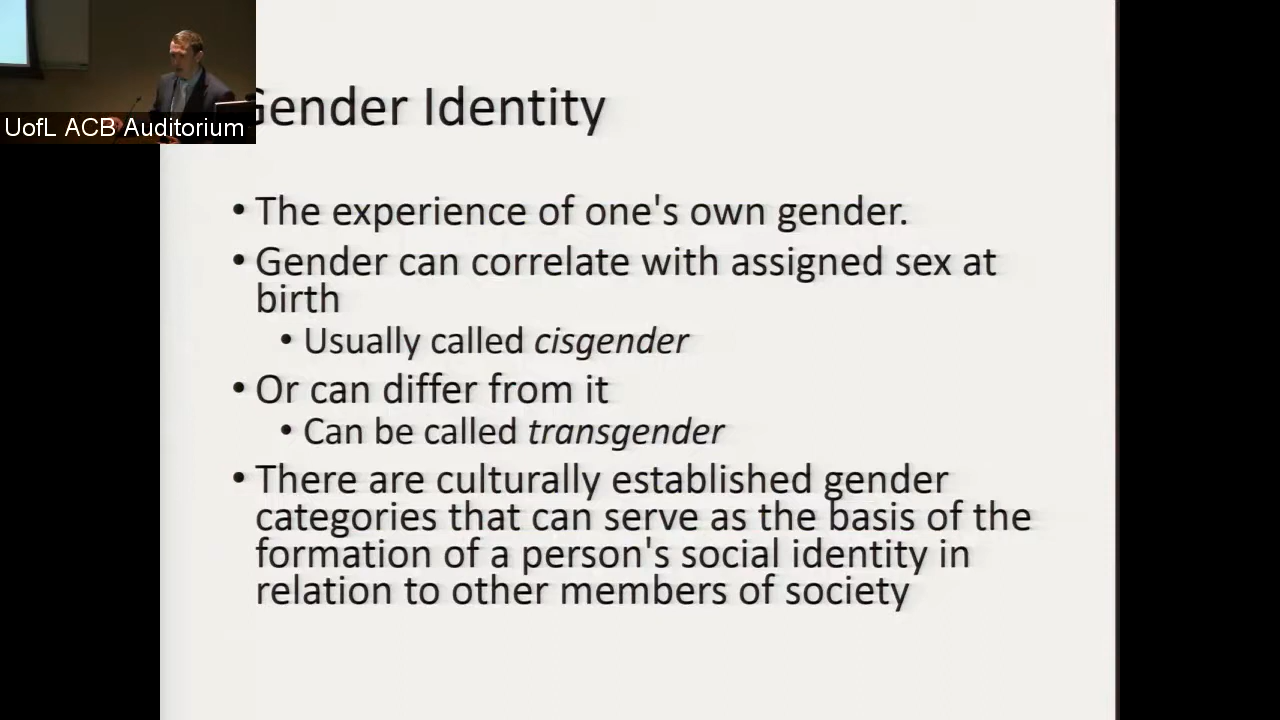 Gender Identity
UofL ACB Auditorium
• The experience of one's own gender.
• Gender can correlate with assigned sex at
birth
• Usually called cisgender
• Or can differ from it
• Can be called transgender
• There are culturally established gender
categories that can serve as the basis of the
formation of a person's social identity in
relation to other members of society